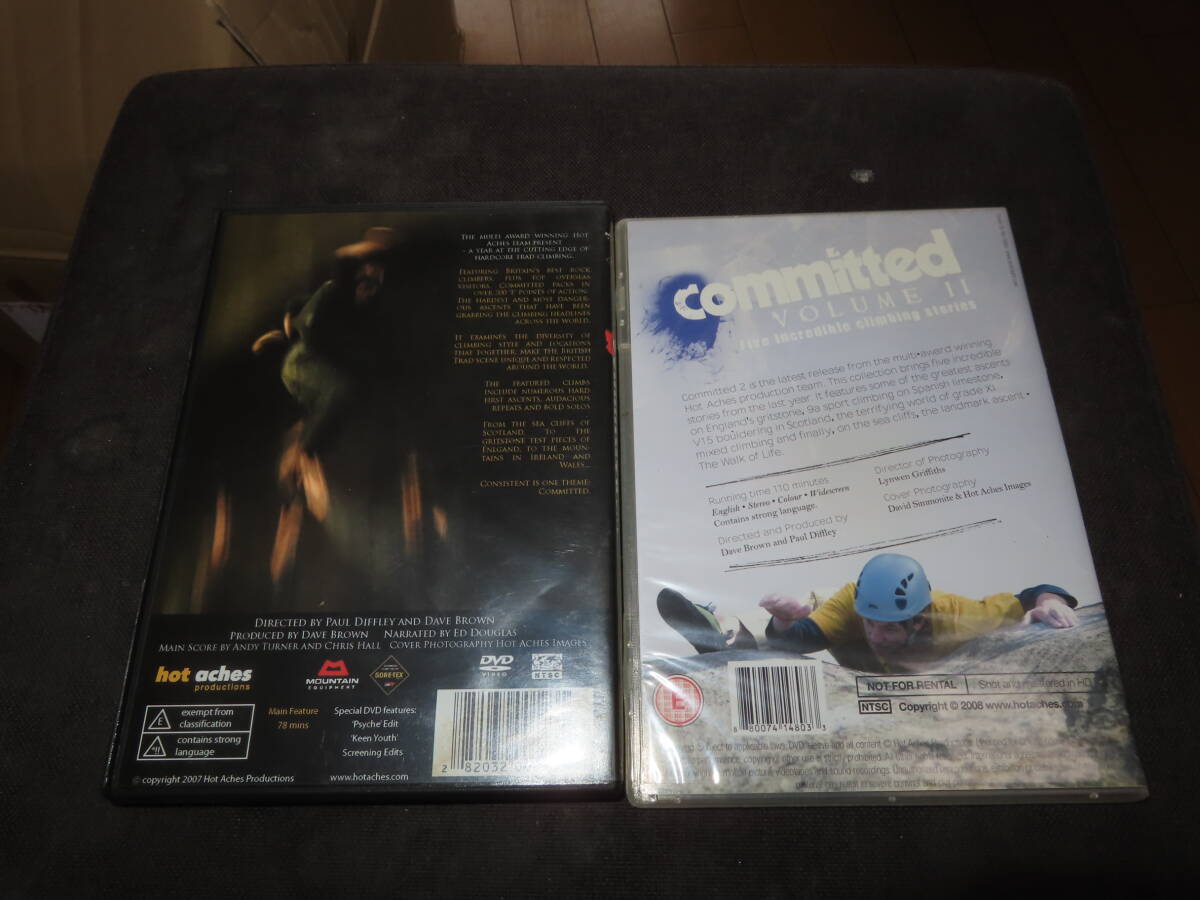 THE MULTI AWARD WINNING HOT
ACHES TEAM PRESENT
- A YEAR AT THE CUTTING EDGE OF
HARDCORE TRAD CLIMBING.
FEATURING BRITAIN'S BEST ROCK
CLIMBERS, PLUS TOP OVERSEAS
VISITORS, COMMITTED PACKS IN
OVER 200 'E' POINTS OF ACTION.
THE HARDEST AND MOST DANGER-
OUS ASCENTS THAT HAVE BEEN
GRABBING THE CLIMBING HEADLINES
ACROSS THE WORLD.
IT EXAMINES THE DIVERSITY OF
CLIMBING STYLE AND LOCATIONS
THAT TOGETHER, MAKE THE BRITISH
TRAD SCENE UNIQUE AND RESPECTED
AROUND THE WORLD.
THE FEATURED CLIMBS
INCLUDE NUMEROUS HARD
FIRST ASCENTS, AUDACIOUS
REPEATS AND BOLD SOLOS
FROM THE SEA CLIFFS OF
SCOTLAND, TO THE
GRITSTONE TEST PIECES OF
ENGLAND, TO THE MOUN-
TAINS IN IRELAND AND
WALES...
CONSISTENT IS ONE THEME:
COMMITTED.
DIRECTED BY PAUL DIFFLEY AND DAVE BROWN
PRODUCED BY DAVE BROWN NARRATED BY ED DOUGLAS
MAIN SCORE BY ANDY TURNER AND CHRIS HALL COVER PHOTOGRAPHY HOT ACHES IMAGES
hot aches
productions
MOUNTAIN
EQUIPMENT
GORE-TEX
DVD
VIDEO
NTSC
E exempt from
classification
contains strong
language
Main Feature
78 mins
Special DVD features:
'Psyche' Edit
'Keen Youth'
Screening Edits
2 82032
© copyright 2007 Hot Aches Productions
www.hotaches.com
committed
VOLUME II
five incredible climbing stories
Committed 2 is the latest release from the multi-award winning
Hot Aches production team. This collection brings five incredible
stories from the last year. It features some of the greatest ascents
on England's gritstone, 9a sport climbing on Spanish limestone,
V15 bouldering in Scotland, the terrifying world of grade XI
mixed climbing and finally, on the sea cliffs, the landmark ascent -
The Walk of Life.
Running time 110 minutes
English • Stereo • Colour • Widescreen
Contains strong language.
Directed and Produced by
Dave Brown and Paul Diffley
Director of Photography
Lynwen Griffiths
Cover Photography
David Simmonite & Hot Aches Images
E
8 80074 14803 3
NOT FOR RENTAL Shot and mastered in HD
NTSC Copyright © 2008 www.hotaches.com